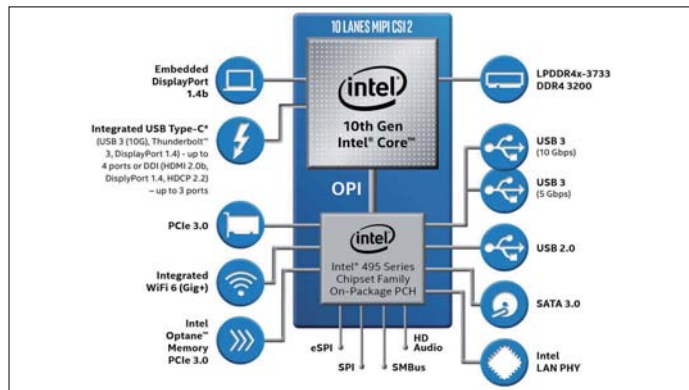 10 LANES MIPI CSI 2
Embedded
DisplayPort
1.4b
Integrated USB Type-C*
(USB 3 (10G), Thunderbolt™
3, DisplayPort 1.4) - up to
4 ports or DDI (HDMI 2.0b,
DisplyPort 1.4, HDCP 2.2)
– up to 3 ports
PCIe 3.0
Integrated
WiFi 6 (Gig+)
Intel
Optane™
Memory
PCIe 3.0
intel
10th Gen
Intel® Core™
OPI
intel
Intel® 495 Series
Chipset Family
On-Package PCH
eSPI
SPI
SMBus
HD
Audio
LPDDR4x-3733
DDR4 3200
USB 3
(10 Gbps)
USB 3
(5 Gbps)
USB 2.0
SATA 3.0
Intel
LAN PHY